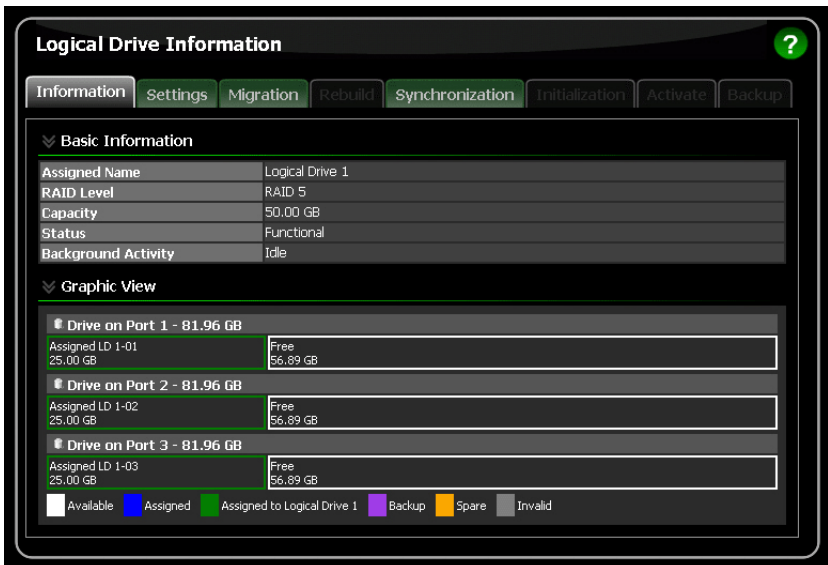 Logical Drive Information
?
Information Settings Migration Rebuild Synchronization Initialization Activate Backup
Basic Information
Assigned Name Logical Drive 1
RAID Level RAID 5
Capacity 50.00 GB
Status Functional
Background Activity Idle
Graphic View
Drive on Port 1 - 81.96 GB
Assigned LD 1-01 Free
25.00 GB 56.89 GB
Drive on Port 2 - 81.96 GB
Assigned LD 1-02 Free
25.00 GB 56.89 GB
Drive on Port 3 - 81.96 GB
Assigned LD 1-03 Free
25.00 GB 56.89 GB
Available Assigned Assigned to Logical Drive 1 Backup Spare Invalid